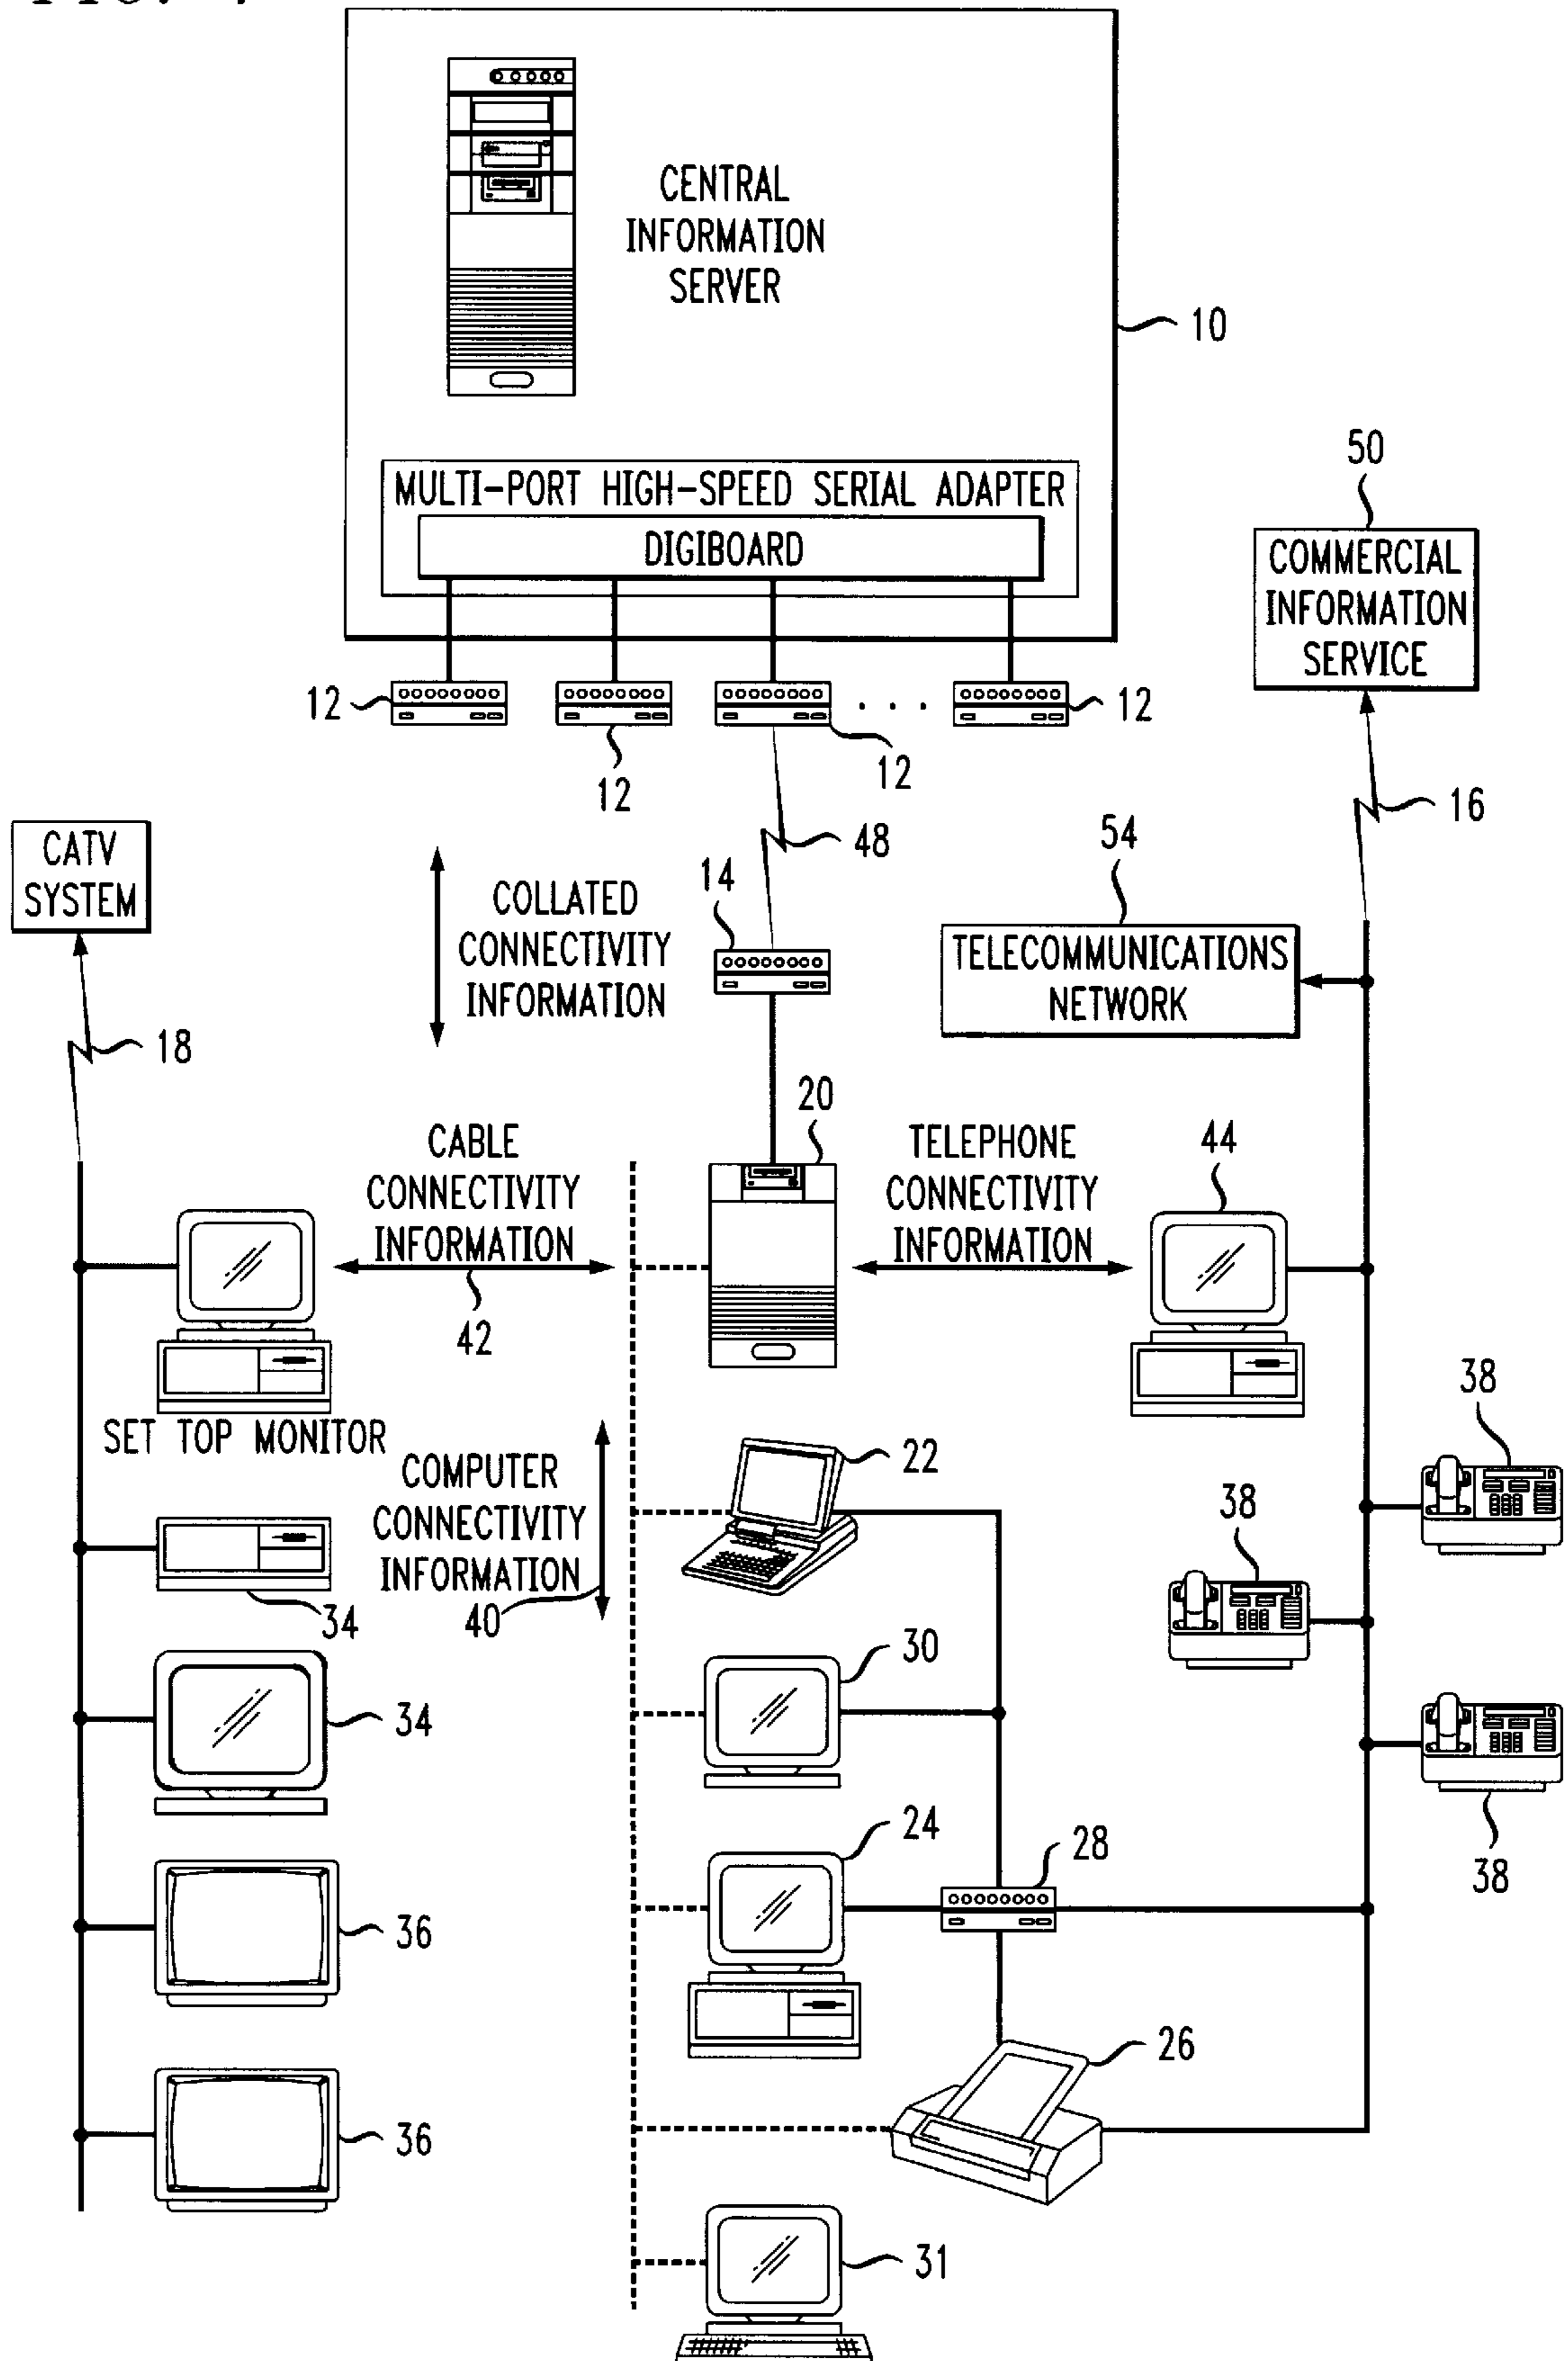 CENTRAL
INFORMATION
SERVER
10
MULTI-PORT HIGH-SPEED SERIAL ADAPTER
DIGIBOARD
50
COMMERCIAL
INFORMATION
SERVICE
12
12
12
12
16
48
CATV
SYSTEM
COLLATED
CONNECTIVITY
INFORMATION
14
54
TELECOMMUNICATIONS
NETWORK
18
20
CABLE
CONNECTIVITY
INFORMATION
42
TELEPHONE
CONNECTIVITY
INFORMATION
44
SET TOP MONITOR
38
COMPUTER
CONNECTIVITY
INFORMATION
40
22
38
34
30
34
24
28
38
36
26
36
31